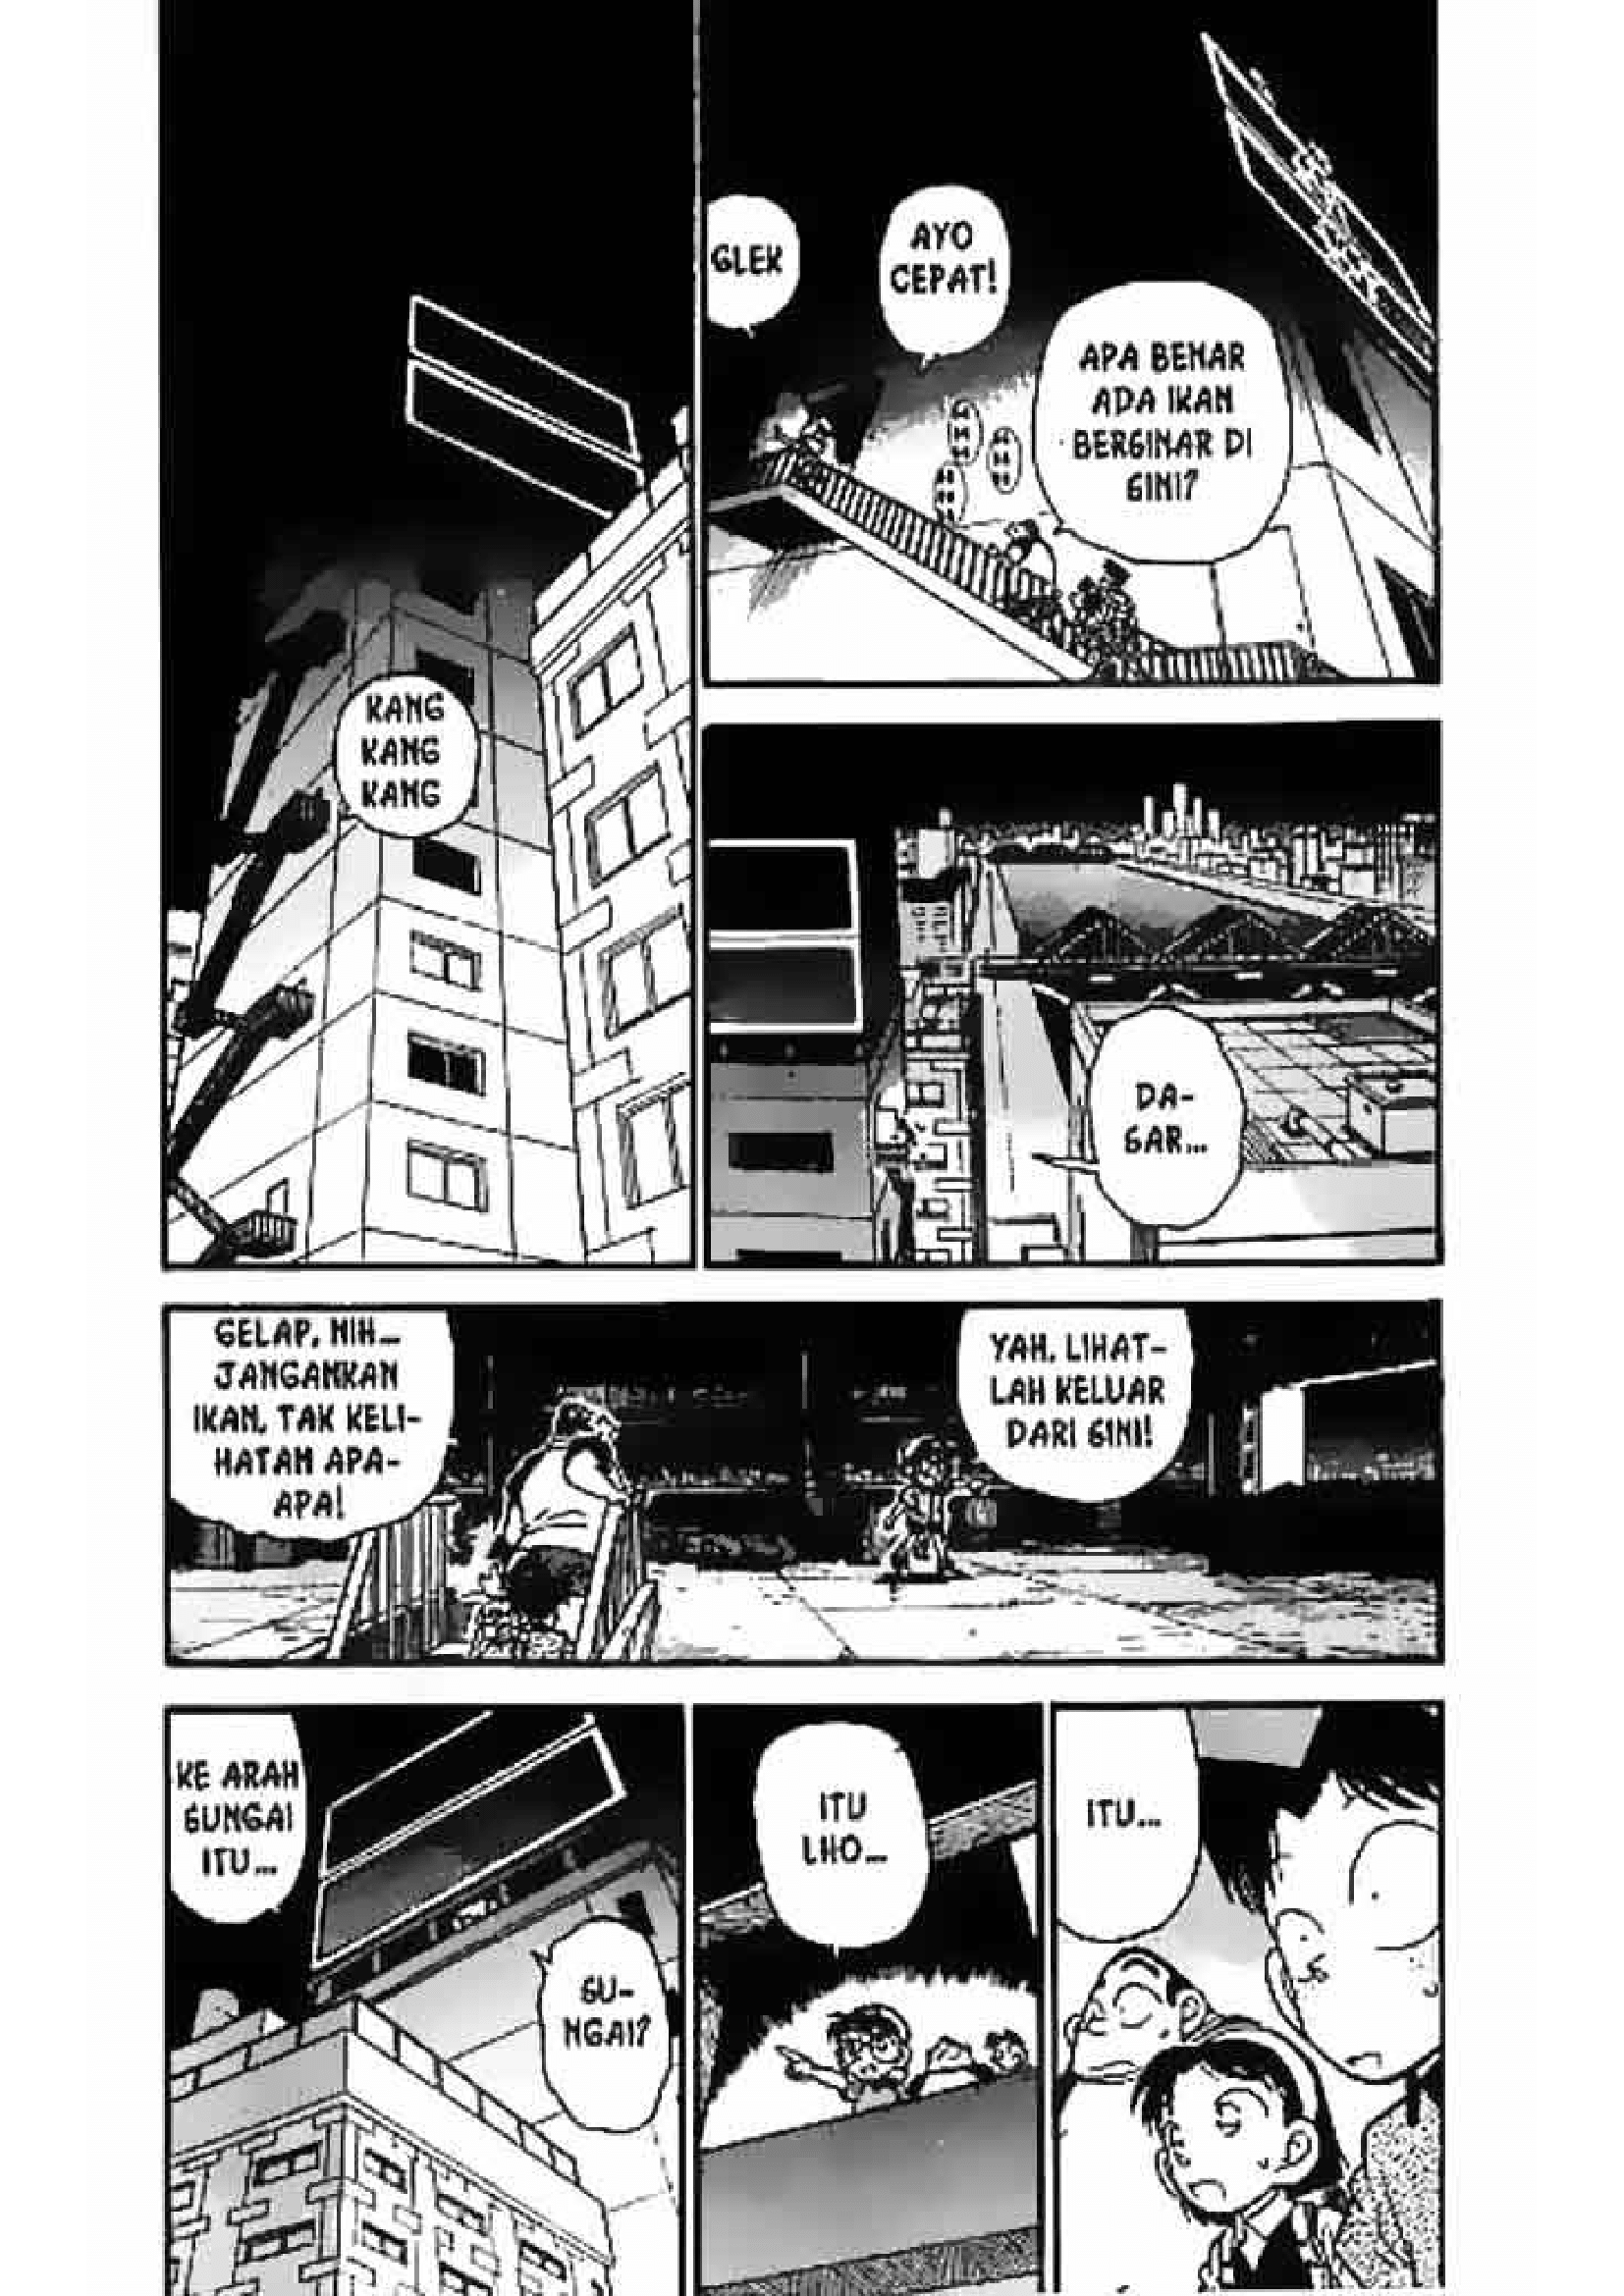 KANG
KANG
KANG
GLEK
AYO
CEPAT!
APA BENAR
ADA IKAN
BERSINAR DI
SINI?
DA-
SAR...
GELAP, NIH...
JANGANKAN
IKAN, TAK KELI-
HATAN APA-
APA!
YAH, LIHAT-
LAH KELUAR
DARI SINI!
KE ARAH
SUNGAI
ITU...
SU-
NGAI?
ITU
LHO...
ITU...